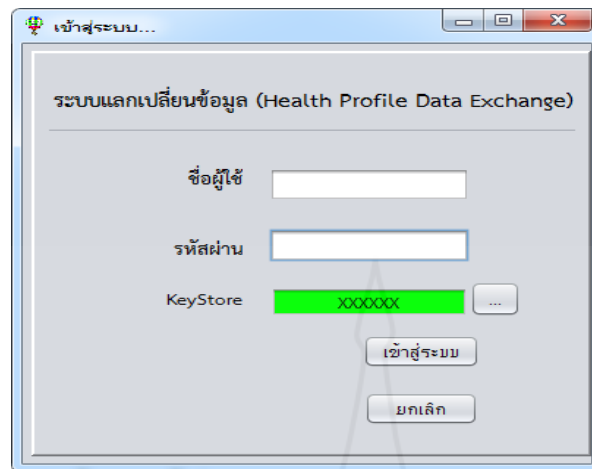 เข้าสู่ระบบ...
ระบบแลกเปลี่ยนข้อมูล (Health Profile Data Exchange)
ชื่อผู้ใช้
รหัสผ่าน
KeyStore XXXXXX ...
เข้าสู่ระบบ
ยกเลิก